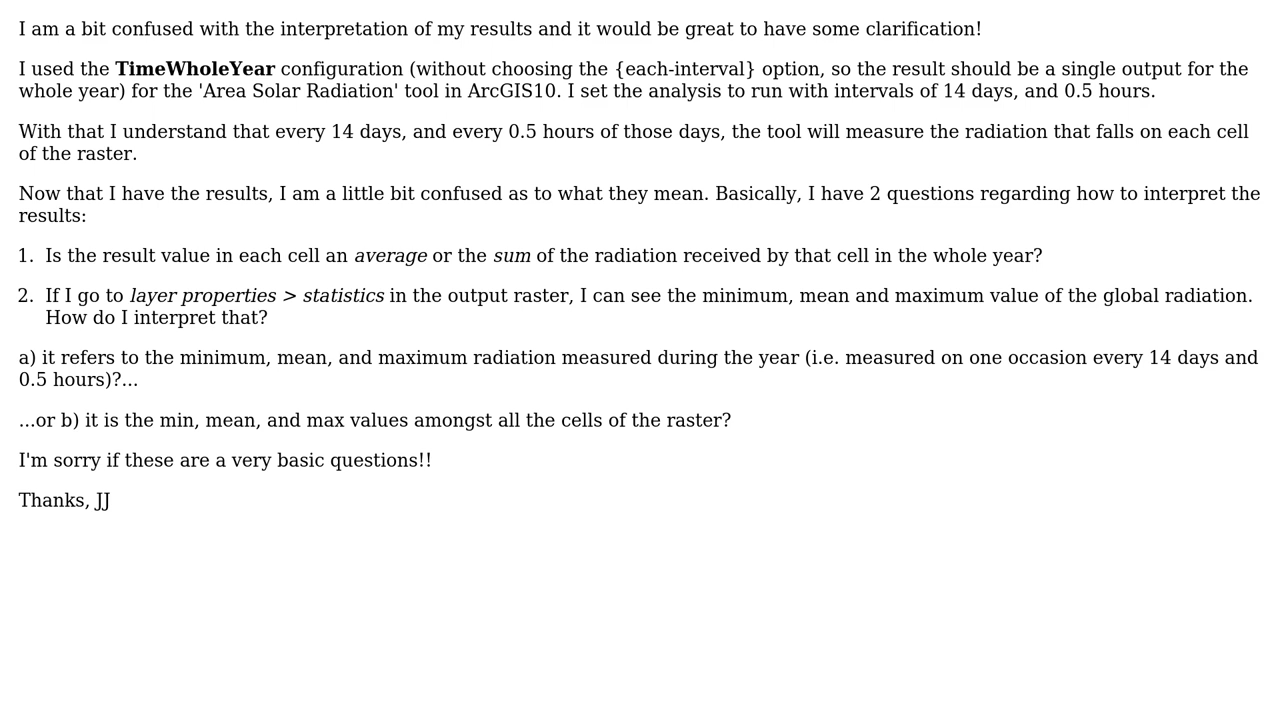 I am a bit confused with the interpretation of my results and it would be great to have some clarification!
I used the TimeWholeYear configuration (without choosing the {each-interval} option, so the result should be a single output for the
whole year) for the 'Area Solar Radiation' tool in ArcGIS10. I set the analysis to run with intervals of 14 days, and 0.5 hours.
With that I understand that every 14 days, and every 0.5 hours of those days, the tool will measure the radiation that falls on each cell
of the raster.
Now that I have the results, I am a little bit confused as to what they mean. Basically, I have 2 questions regarding how to interpret the
results:
1. Is the result value in each cell an average or the sum of the radiation received by that cell in the whole year?
2. If I go to layer properties > statistics in the output raster, I can see the minimum, mean and maximum value of the global radiation.
How do I interpret that?
a) it refers to the minimum, mean, and maximum radiation measured during the year (i.e. measured on one occasion every 14 days and
0.5 hours)?...
...or b) it is the min, mean, and max values amongst all the cells of the raster?
I'm sorry if these are a very basic questions!!
Thanks, JJ